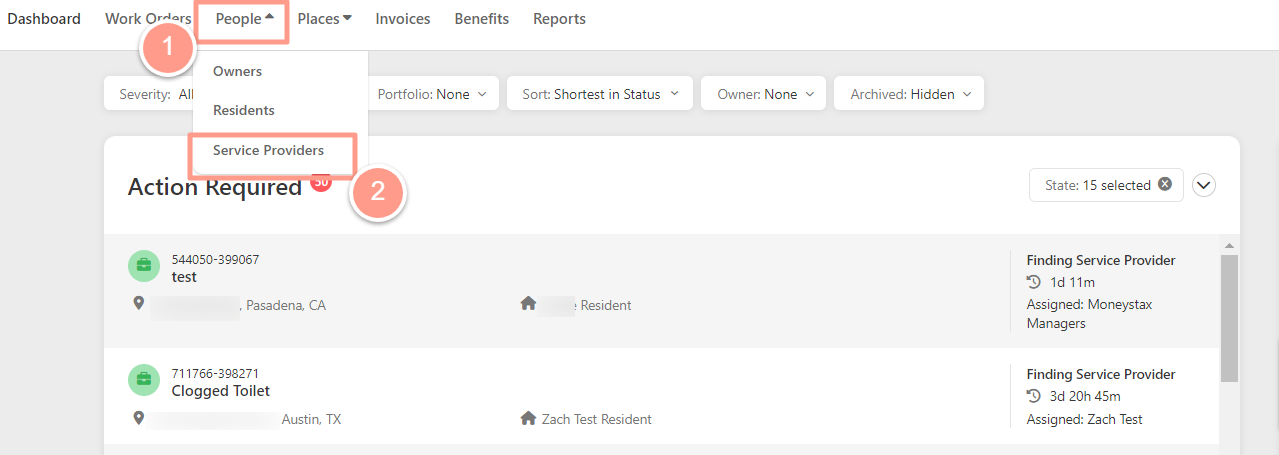 Dashboard Work Orders People Places Invoices Benefits Reports
1
Owners
Residents
Service Providers
2
Severity: All Portfolio: None Sort: Shortest in Status Owner: None Archived: Hidden
Action Required 50 State: 15 selected
544050-399067
test
, Pasadena, CA
Resident
Finding Service Provider
1d 11m
Assigned: Moneystax
Managers
711766-398271
Clogged Toilet
Austin, TX
Zach Test Resident
Finding Service Provider
3d 20h 45m
Assigned: Zach Test